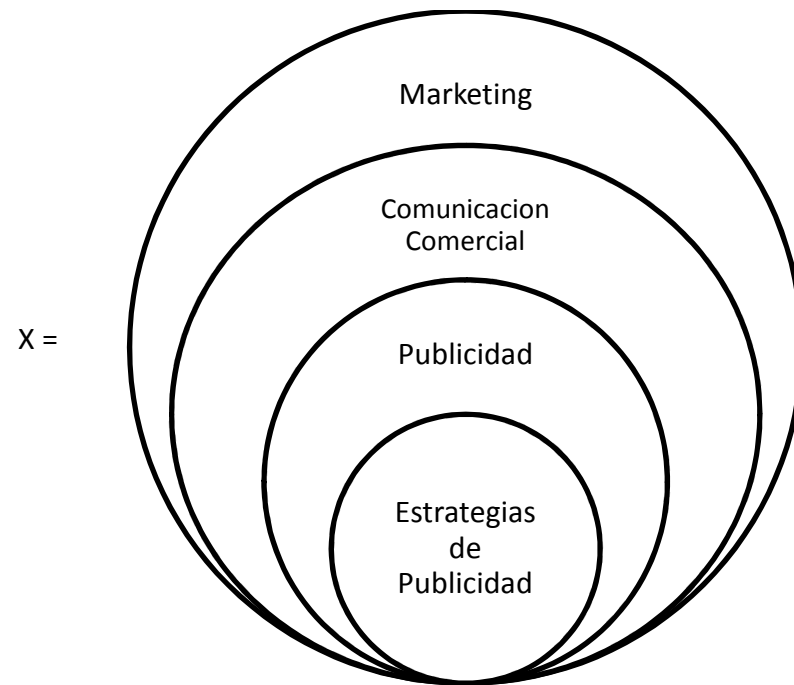 Marketing
Comunicacion
Comercial
X =
Publicidad
Estrategias
de
Publicidad